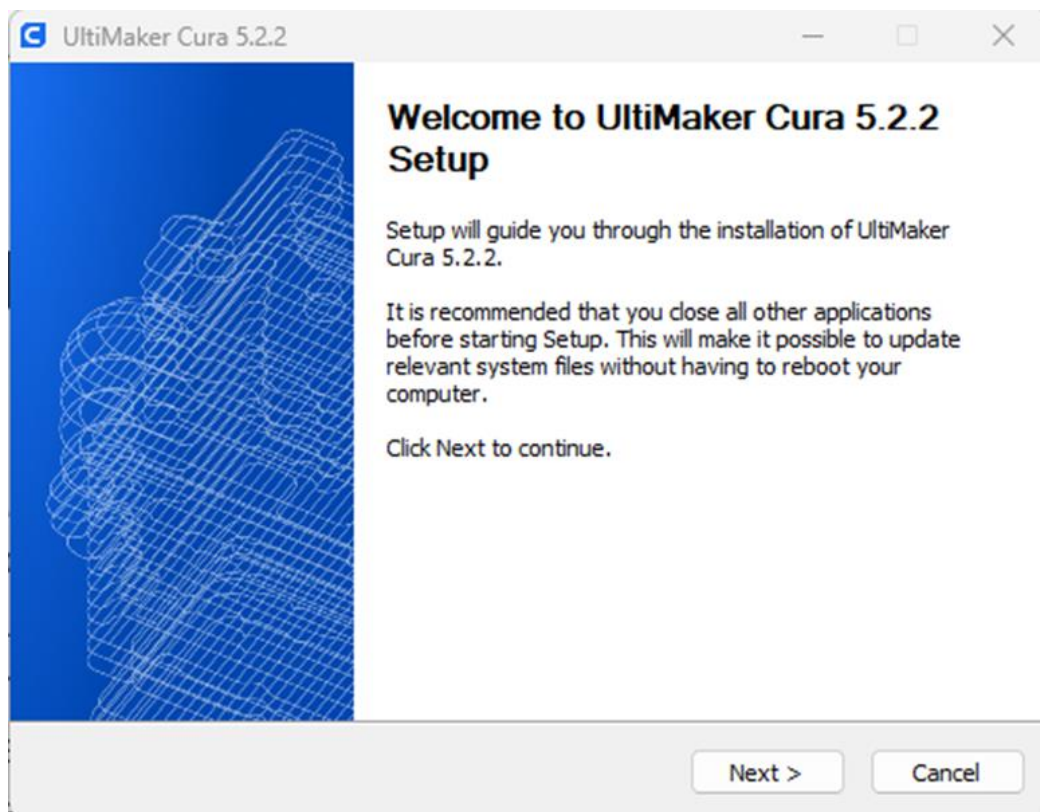 UltiMaker Cura 5.2.2
Welcome to UltiMaker Cura 5.2.2
Setup
Setup will guide you through the installation of UltiMaker
Cura 5.2.2.
It is recommended that you close all other applications
before starting Setup. This will make it possible to update
relevant system files without having to reboot your
computer.
Click Next to continue.
Next >
Cancel